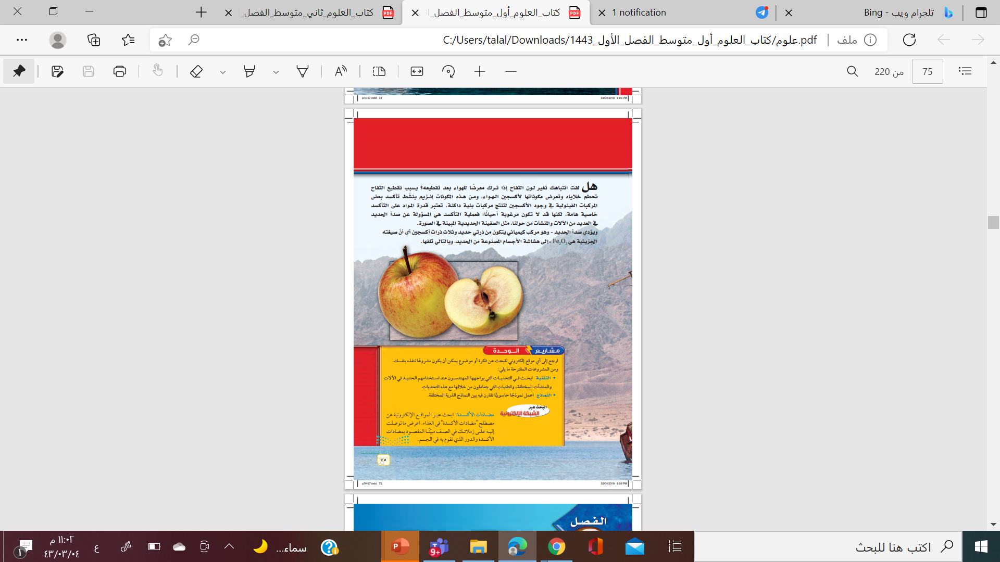 كتاب_العلوم_ثاني_متوسط_الفصل_
كتاب_العلوم_أول_متوسط_الفصل_ال
1 notification
تلجرام ويب - Bing
ملف
C:/Users/talal/Downloads/علوم/كتاب_العلوم_أول_متوسط_الفصل_الأول_1443.pdf
75
من 220
p74-97.indd 74
03/04/2019 8:09 PM
هل لفت انتباهك تغير لون التفاح إذا ترك معرضًا للهواء بعد تقطيعه؟ يسبب تقطيع التفاح
تحطم خلاياه وتعرض مكوناتها لأكسجين الهواء، ومن هذه المكونات إنزيم ينشّط تأكسد بعض
المركبات الفينولية في وجود الأكسجين لتنتج مركبات بنية داكنة. تعتبر قدرة المواد على التأكسد
خاصية هامة، لكنها قد لا تكون مرغوبة أحيانًا؛ فعملية التأكسد هي المسؤولة عن صدأ الحديد
في العديد من الآلات والمنشآت من حولنا، مثل السفينة الحديدية المبينة في الصورة.
ويؤدي صدأ الحديد - وهو مركب كيميائي يتكون من ذرتي حديد وثلاث ذرات أكسجين أي أنّ صيغته
الجزيئية هي Fe₂O₃ - إلى هشاشة الأجسام المصنوعة من الحديد، وبالتالي تلفها.
مشاريع الوحدة
ارجع إلى أي موقع إلكتروني للبحث عن فكرة أو موضوع يمكن أن يكون مشروعًا تنفذه بنفسك.
ومن المشروعات المقترحة ما يلي:
• التقنية ابحث في التحديات التي يواجهها المهندسون عند استخدامهم الحديد في الآلات
والمنشآت المختلفة، والتقنيات التي يتعاملون من خلالها مع هذه التحديات.
• النماذج اعمل نموذجًا حاسوبيًّا تقارن فيه بين النماذج الذرية المختلفة.
البحث عبر
الشبكة الإلكترونية
مضادات الأكسدة: ابحث عبر المواقع الإلكترونية عن
مصطلح "مضادات الأكسدة" في الغذاء. اعرض ما توصلت
إليه على زملائك في الصف مبيّنًا المقصود بمضادات
الأكسدة والدور الذي تقوم به في الجسم.
٧٥
p74-97.indd 75
03/04/2019 8:09 PM
الفصل
اكتب هنا للبحث
9+
سماء...
ع
١١:٠٢ م
٤٣/٠٣/٠٤
١